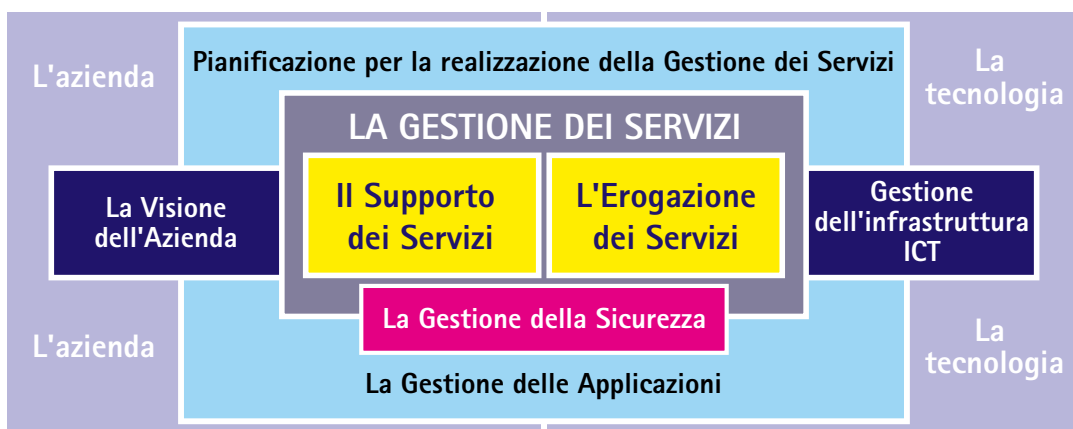 Pianificazione per la realizzazione della Gestione dei Servizi
L'azienda
La
tecnologia
LA GESTIONE DEI SERVIZI
La Visione
dell'Azienda
Il Supporto
dei Servizi
L'Erogazione
dei Servizi
Gestione
dell'infrastruttura
ICT
La Gestione della Sicurezza
L'azienda
La
tecnologia
La Gestione delle Applicazioni